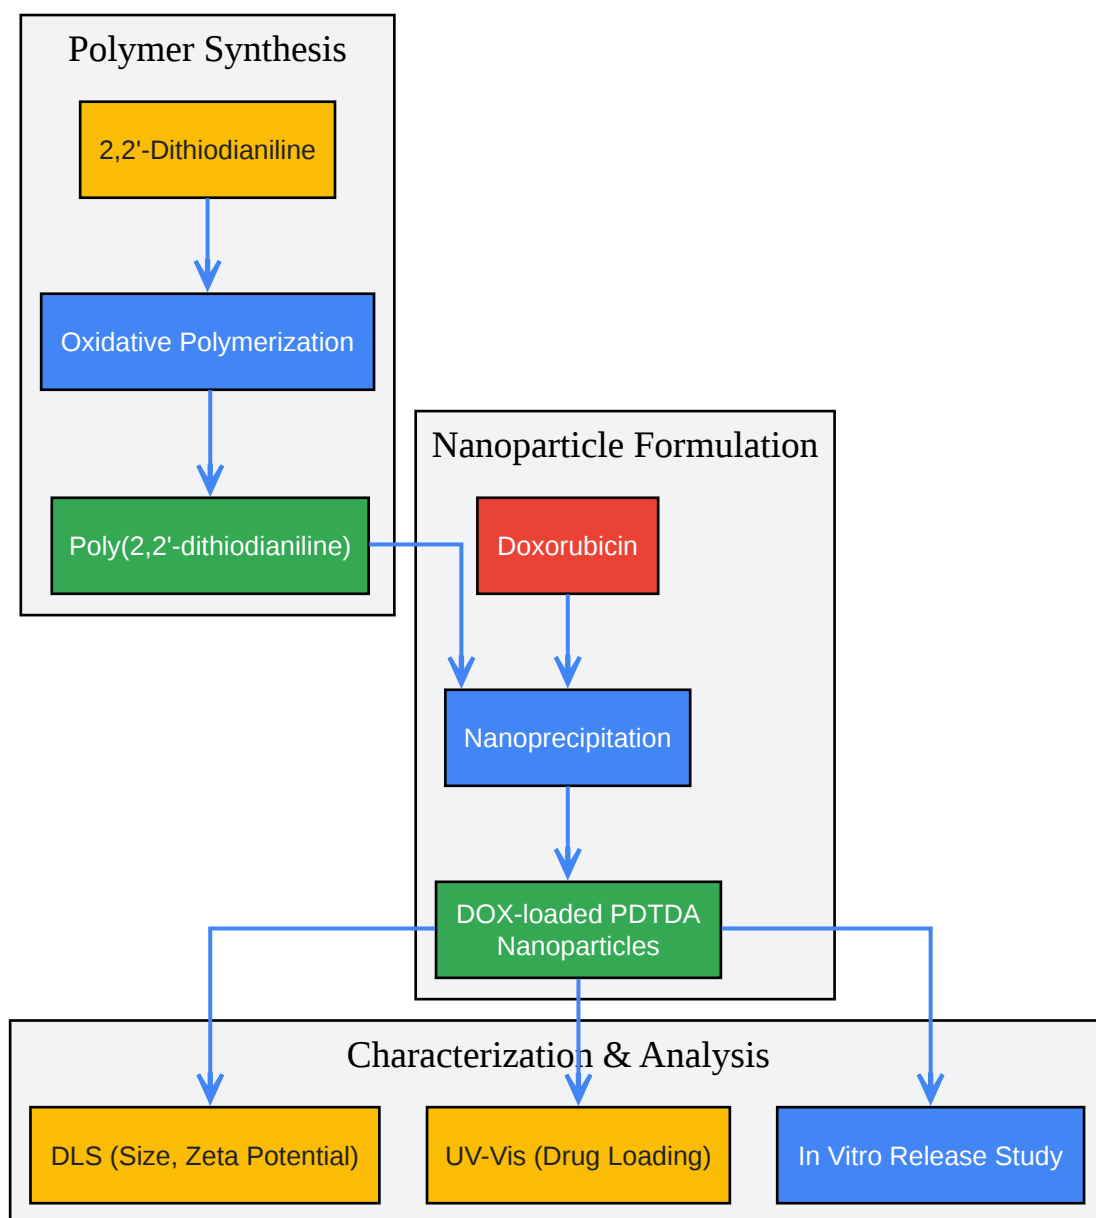 Polymer Synthesis
2,2'-Dithiodianiline
Oxidative Polymerization
Poly(2,2'-dithiodianiline)
Nanoparticle Formulation
Doxorubicin
Nanoprecipitation
DOX-loaded PDTDA
Nanoparticles
Characterization & Analysis
DLS (Size, Zeta Potential)
UV-Vis (Drug Loading)
In Vitro Release Study